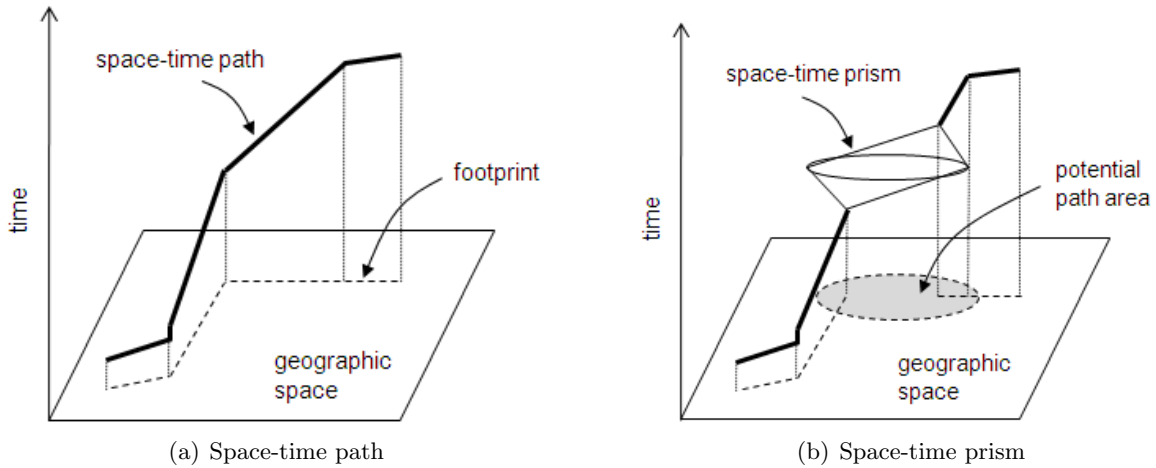 space-time path
footprint
time
geographic
space
(a) Space-time path
space-time prism
potential
path area
time
geographic
space
(b) Space-time prism